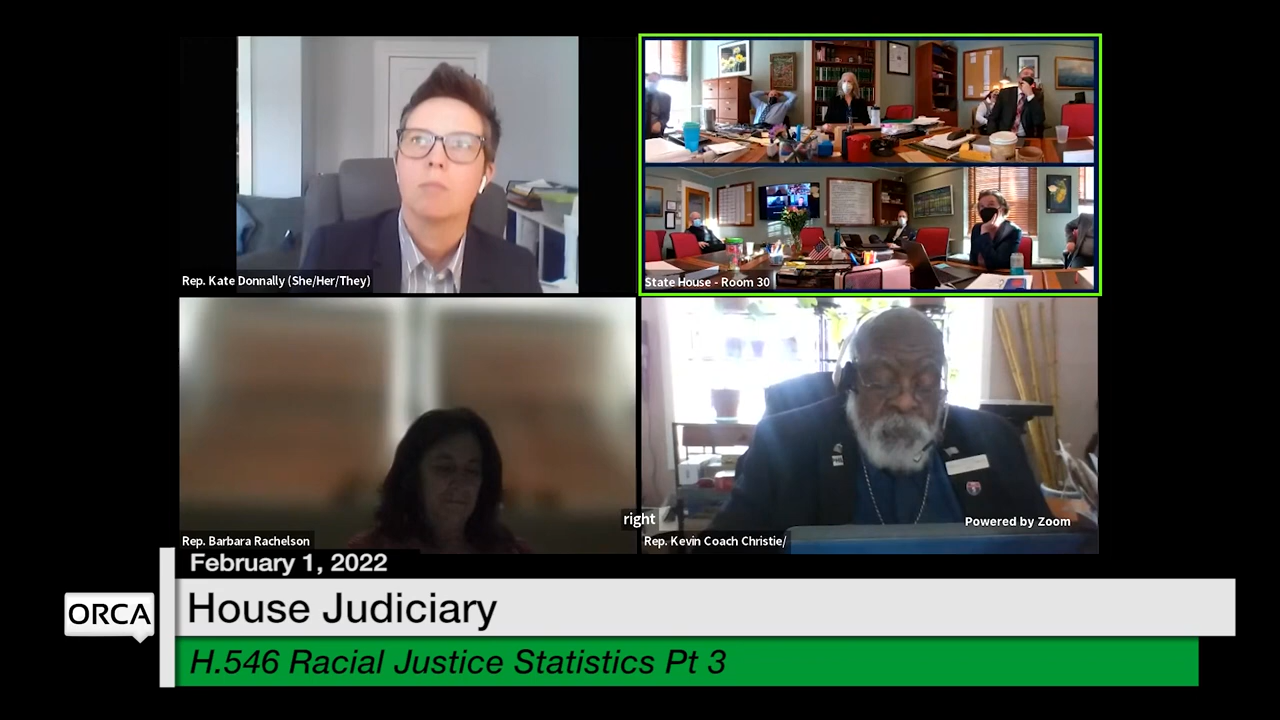 Rep. Kate Donnally (She/Her/They)
State House - Room 30
right
Powered by Zoom
Rep. Barbara Rachelson
Rep. Kevin Coach Christie/
February 1, 2022
ORCA
House Judiciary
H.546 Racial Justice Statistics Pt 3